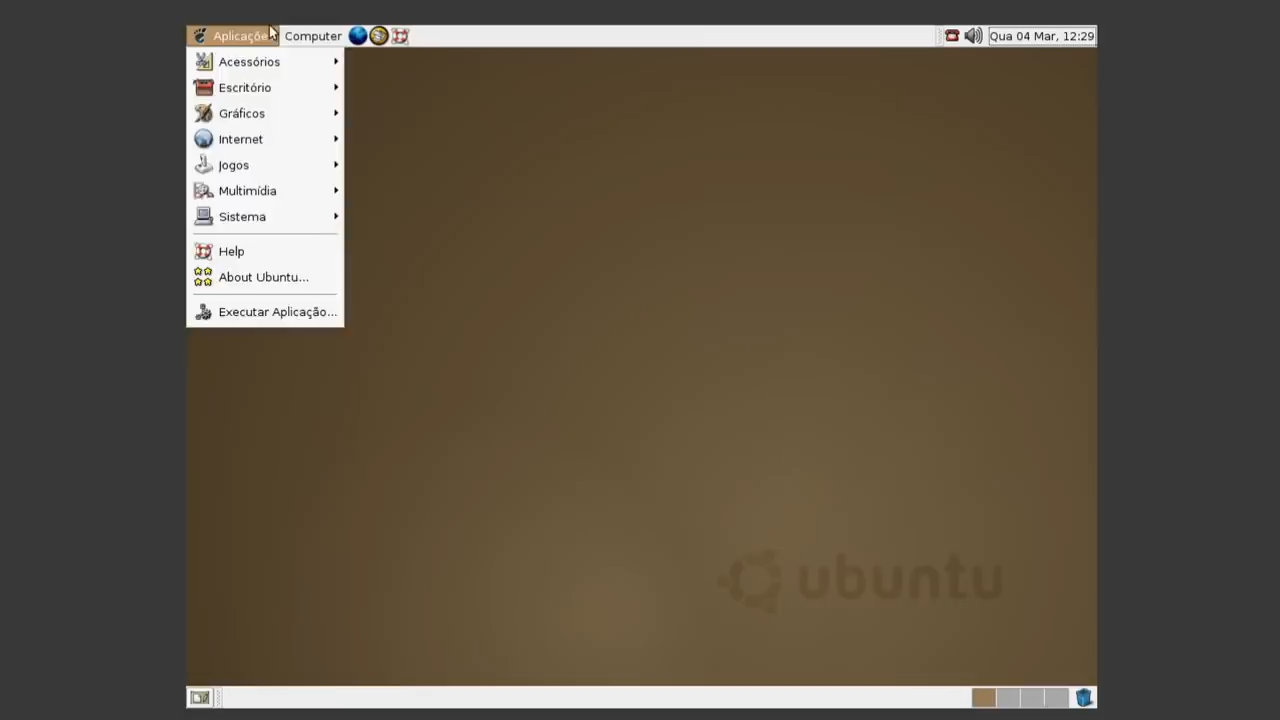 Aplicações Computer Qua 04 Mar, 12:29
Acessórios
Escritório
Gráficos
Internet
Jogos
Multimídia
Sistema
Help
About Ubuntu...
Executar Aplicação...
ubuntu